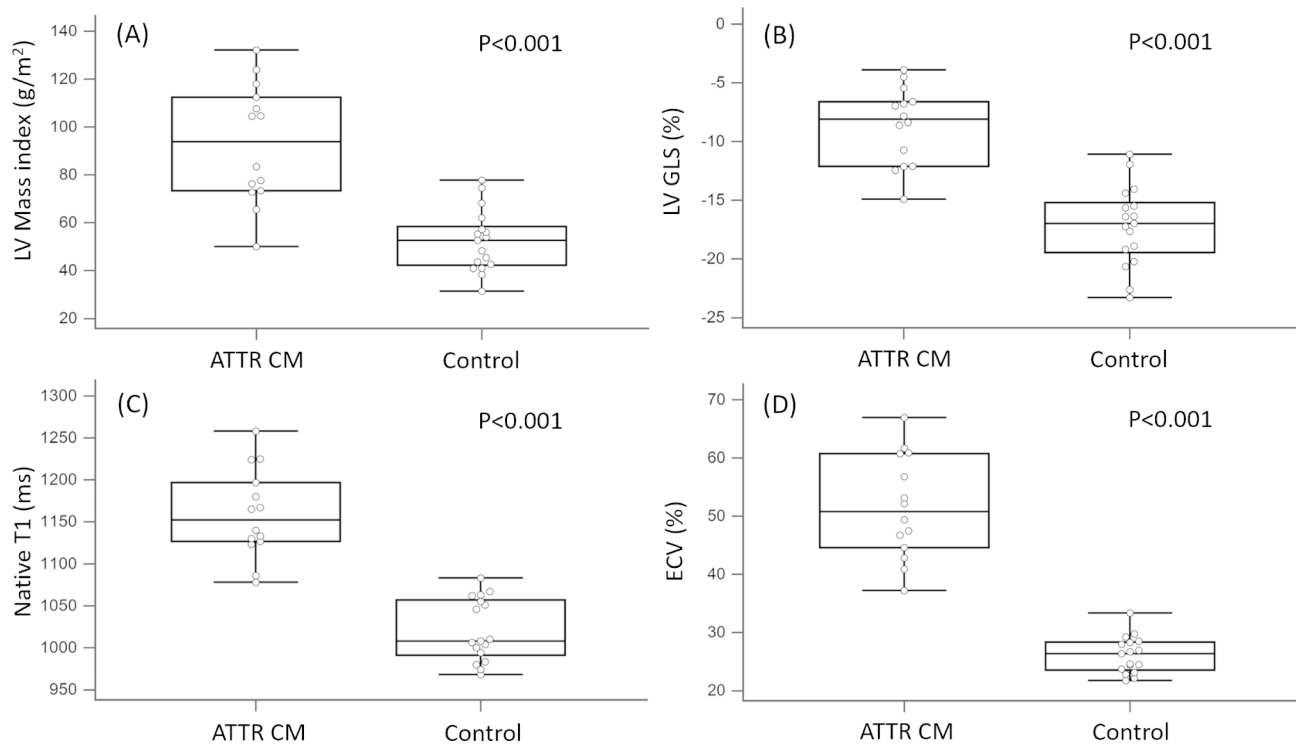 (A)
P<0.001
LV Mass index (g/m²)
140
120
100
80
60
40
20
ATTR CM
Control
(B)
P<0.001
LV GLS (%)
0
-5
-10
-15
-20
-25
ATTR CM
Control
(C)
P<0.001
Native T1 (ms)
1300
1250
1200
1150
1100
1050
1000
950
ATTR CM
Control
(D)
P<0.001
ECV (%)
70
60
50
40
30
20
ATTR CM
Control